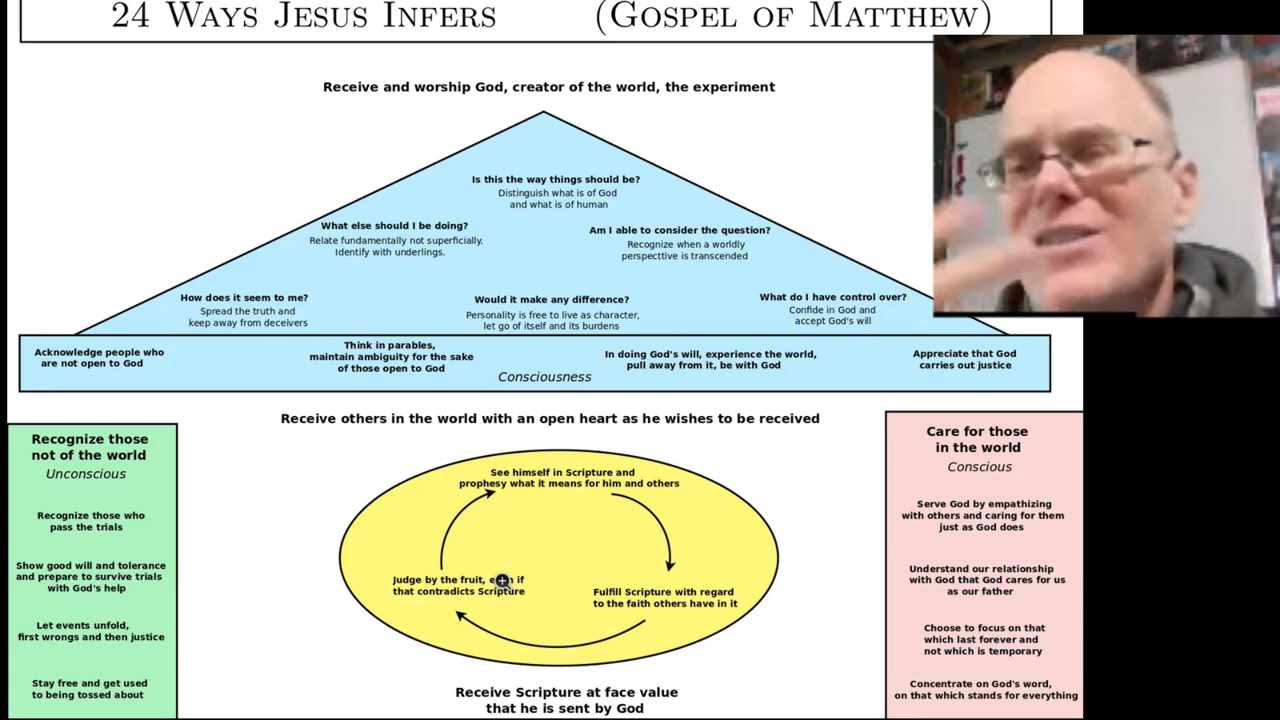 24 Ways Jesus Infers (Gospel of Matthew)
Receive and worship God, creator of the world, the experiment
Is this the way things should be?
Distinguish what is of God
and what is of human
What else should I be doing?
Relate fundamentally not superficially.
Identify with underlings.
Am I able to consider the question?
Recognize when a worldly
perspecttive is transcended
How does it seem to me?
Spread the truth and
keep away from deceivers
Would it make any difference?
Personality is free to live as character,
let go of itself and its burdens
What do I have control over?
Confide in God and
accept God's will
Acknowledge people who
are not open to God
Think in parables,
maintain ambiguity for the sake
of those open to God
Consciousness
In doing God's will, experience the world,
pull away from it, be with God
Appreciate that God
carries out justice
Receive others in the world with an open heart as he wishes to be received
Recognize those
not of the world
Unconscious
Recognize those who
pass the trials
Show good will and tolerance
and prepare to survive trials
with God's help
Let events unfold,
first wrongs and then justice
Stay free and get used
to being tossed about
See himself in Scripture and
prophesy what it means for him and others
Judge by the fruit, if
that contradicts Scripture
Fulfill Scripture with regard
to the faith others have in it
Receive Scripture at face value
that he is sent by God
Care for those
in the world
Conscious
Serve God by empathizing
with others and caring for them
just as God does
Understand our relationship
with God that God cares for us
as our father
Choose to focus on that
which last forever and
not which is temporary
Concentrate on God's word,
on that which stands for everything